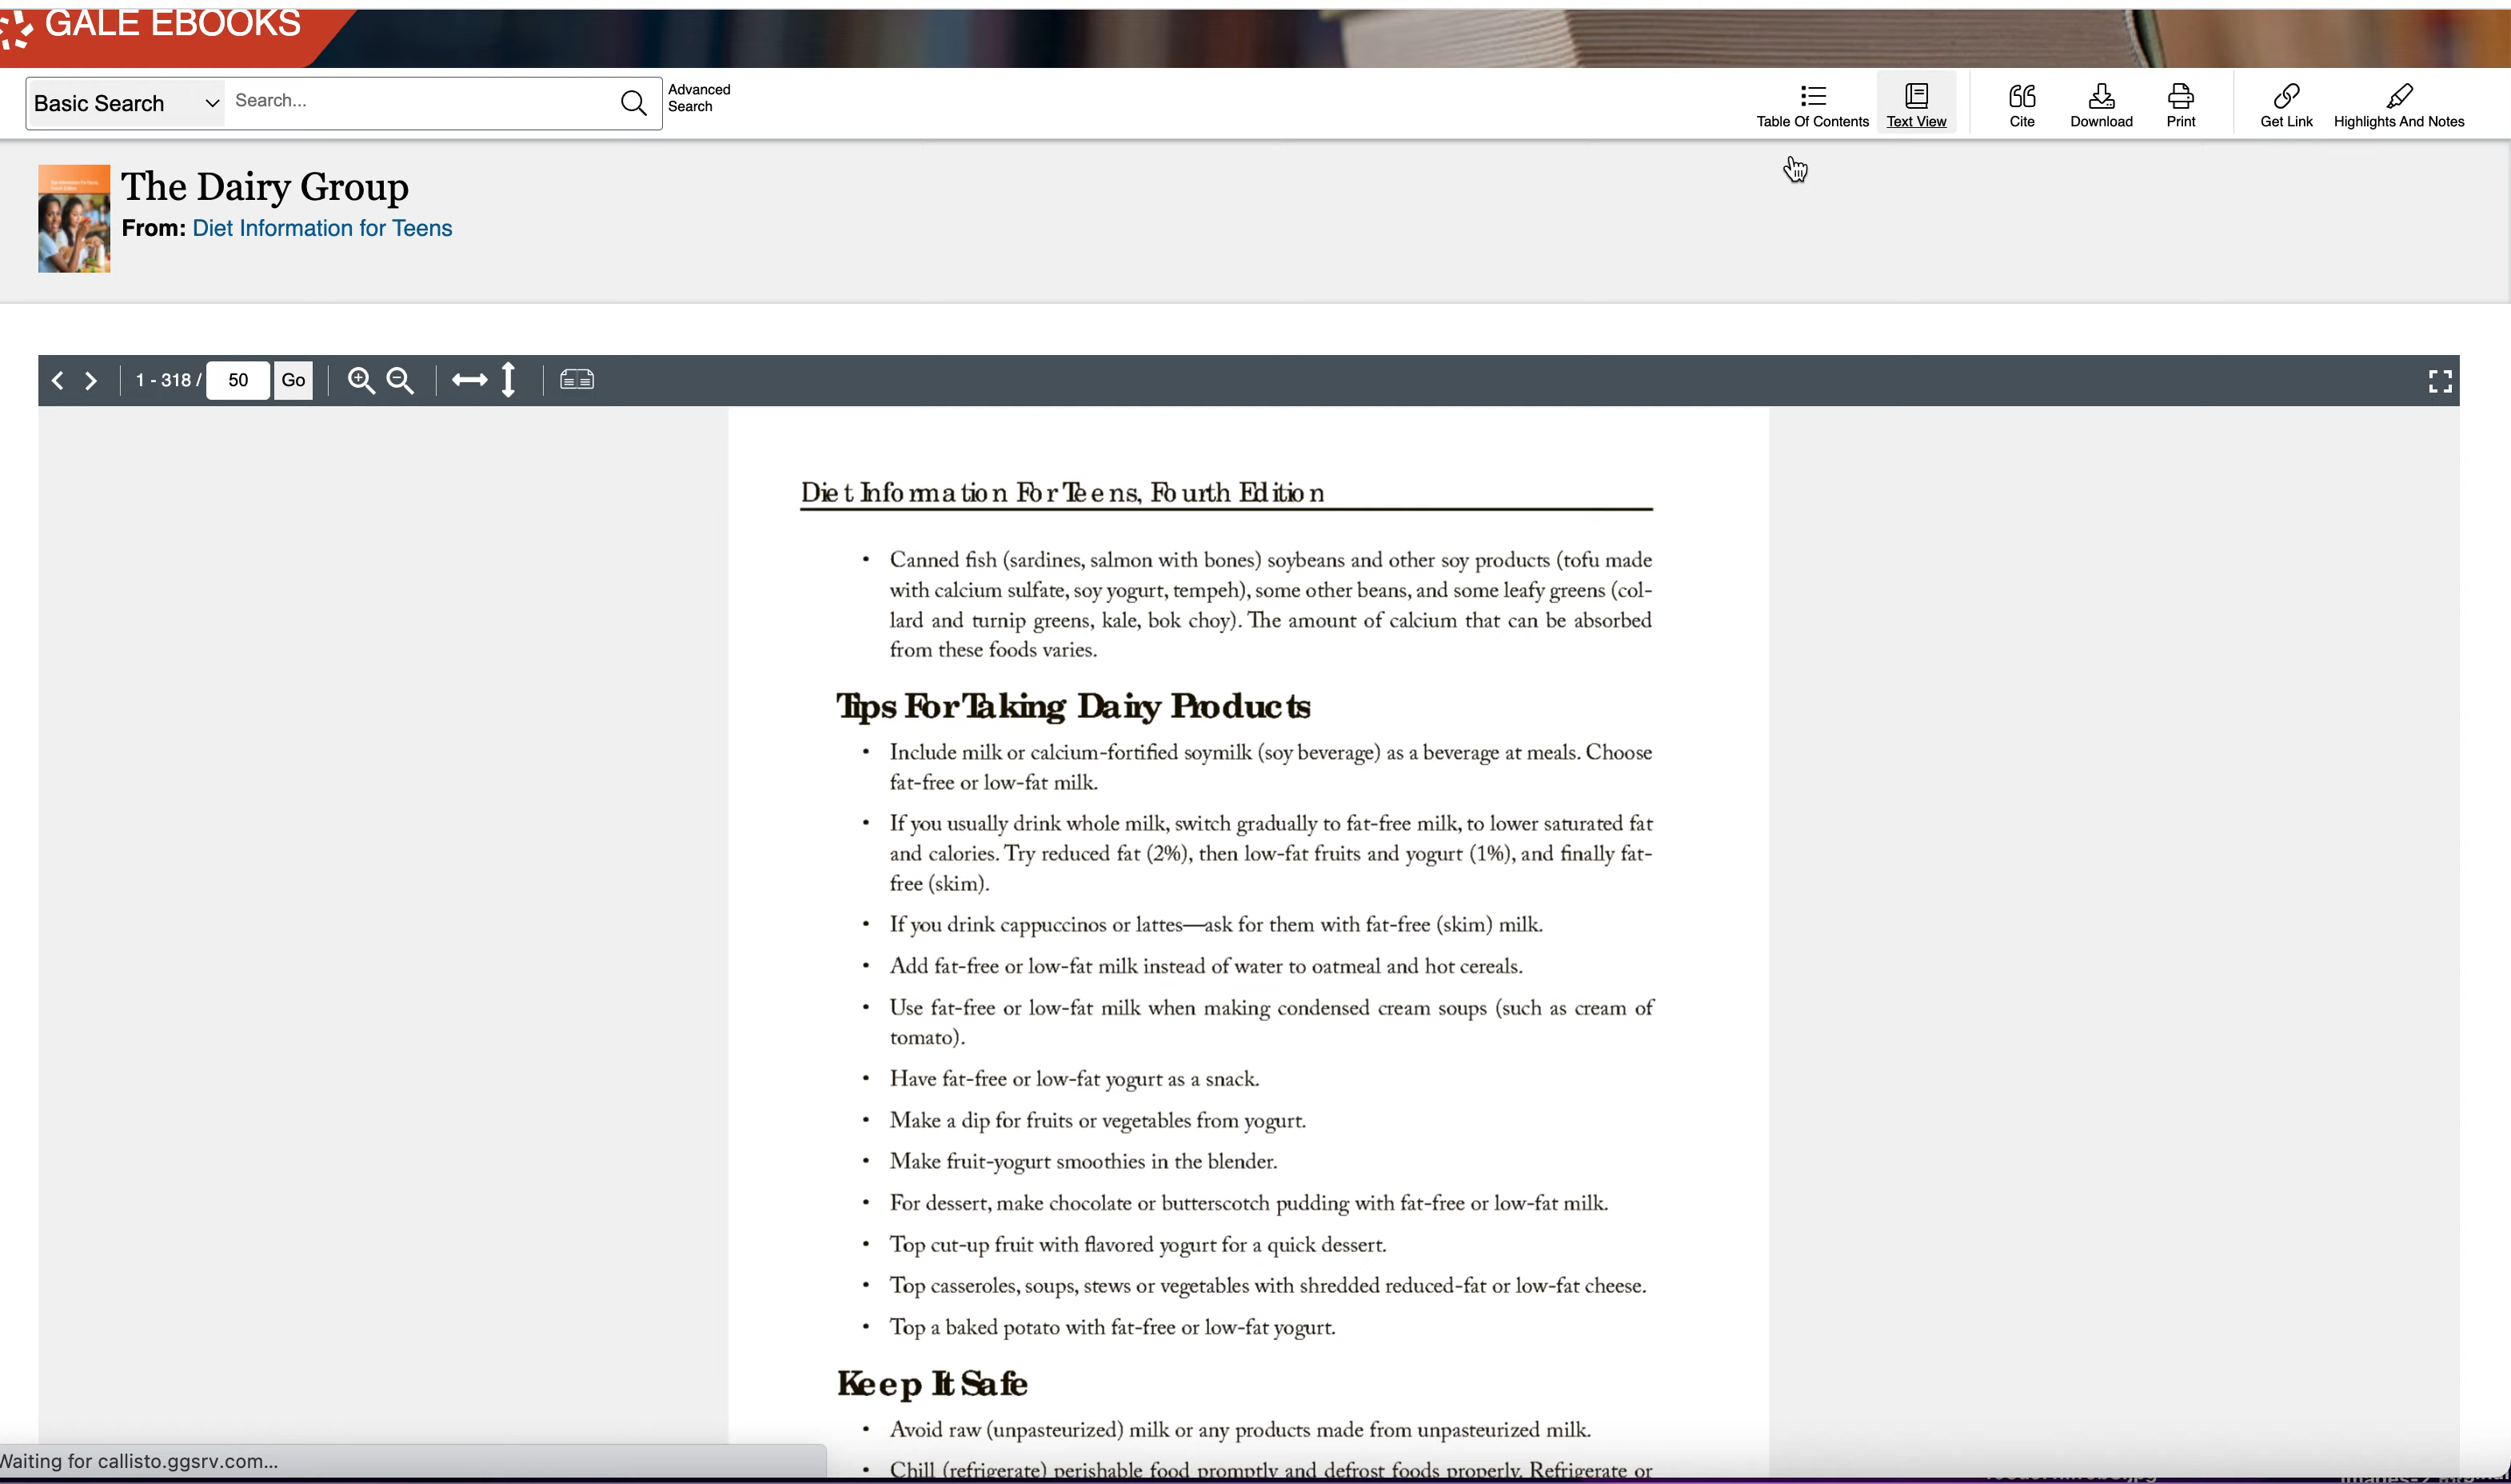 GALE EBOOKS
Basic Search
Search...
Advanced
Search
Table Of Contents
Text View
Cite
Download
Print
Get Link
Highlights And Notes
The Dairy Group
From: Diet Information for Teens
1 - 318 / 50 Go
Diet Information For Teens, Fourth Edition
• Canned fish (sardines, salmon with bones) soybeans and other soy products (tofu made
with calcium sulfate, soy yogurt, tempeh), some other beans, and some leafy greens (col-
lard and turnip greens, kale, bok choy). The amount of calcium that can be absorbed
from these foods varies.
Tips For Taking Dairy Products
• Include milk or calcium-fortified soymilk (soy beverage) as a beverage at meals. Choose
fat-free or low-fat milk.
• If you usually drink whole milk, switch gradually to fat-free milk, to lower saturated fat
and calories. Try reduced fat (2%), then low-fat fruits and yogurt (1%), and finally fat-
free (skim).
• If you drink cappuccinos or lattes—ask for them with fat-free (skim) milk.
• Add fat-free or low-fat milk instead of water to oatmeal and hot cereals.
• Use fat-free or low-fat milk when making condensed cream soups (such as cream of
tomato).
• Have fat-free or low-fat yogurt as a snack.
• Make a dip for fruits or vegetables from yogurt.
• Make fruit-yogurt smoothies in the blender.
• For dessert, make chocolate or butterscotch pudding with fat-free or low-fat milk.
• Top cut-up fruit with flavored yogurt for a quick dessert.
• Top casseroles, soups, stews or vegetables with shredded reduced-fat or low-fat cheese.
• Top a baked potato with fat-free or low-fat yogurt.
Keep It Safe
• Avoid raw (unpasteurized) milk or any products made from unpasteurized milk.
• Chill (refrigerate) perishable food promptly and defrost foods properly. Refrigerate or
Waiting for callisto.ggsrv.com...